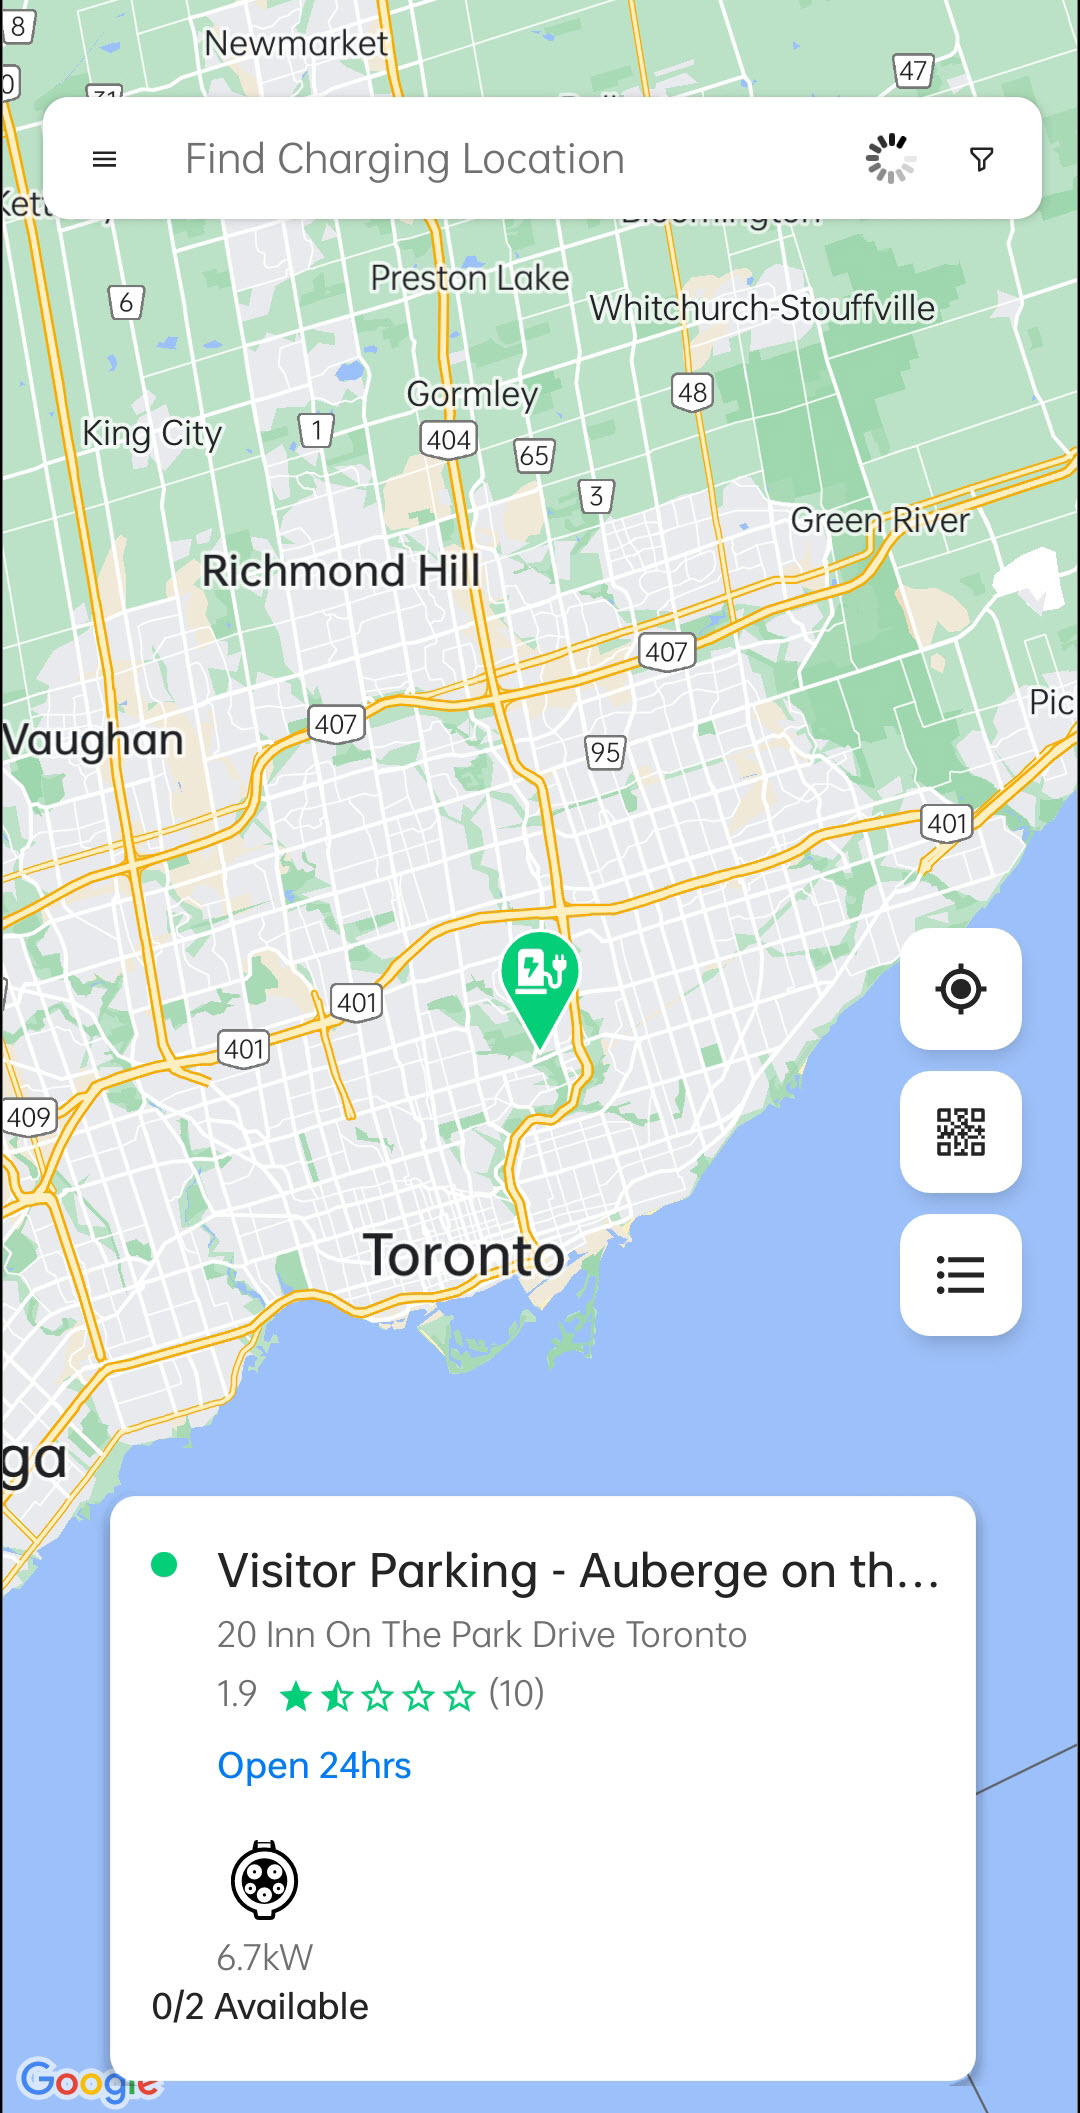 8
Newmarket
47
31
Find Charging Location
Bloomington
Preston Lake
6
Whitchurch-Stouffville
Gormley
48
King City
1
404
65
3
Green River
Richmond Hill
407
Pic
407
Vaughan
95
401
401
401
409
Toronto
ga
Visitor Parking - Auberge on th...
20 Inn On The Park Drive Toronto
1.9
(10)
Open 24hrs
6.7kW
0/2 Available
Google